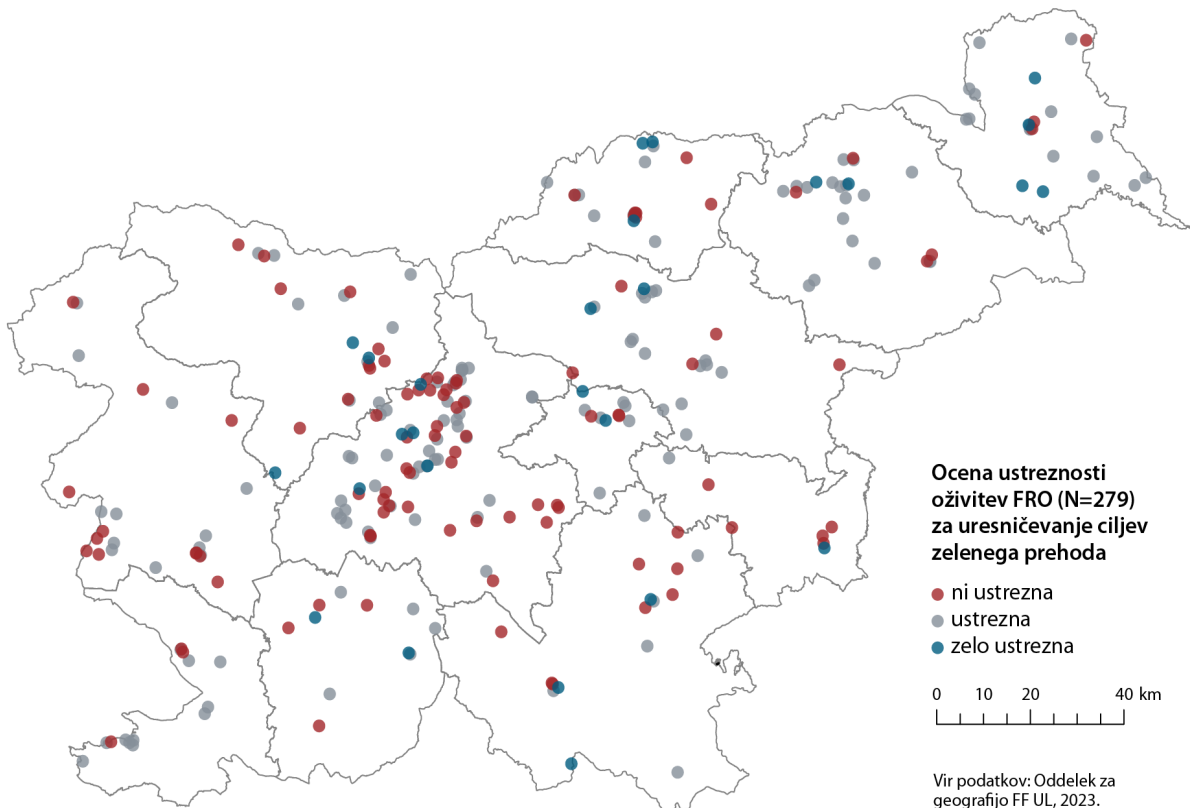 Ocena ustreznosti
oživitev FRO (N=279)
za uresničevanje ciljev
zelenega prehoda
ni ustrezna
ustrezna
zelo ustrezna
0 10 20 40 km
Vir podatkov: Oddelek za
geografijo FF UL, 2023.